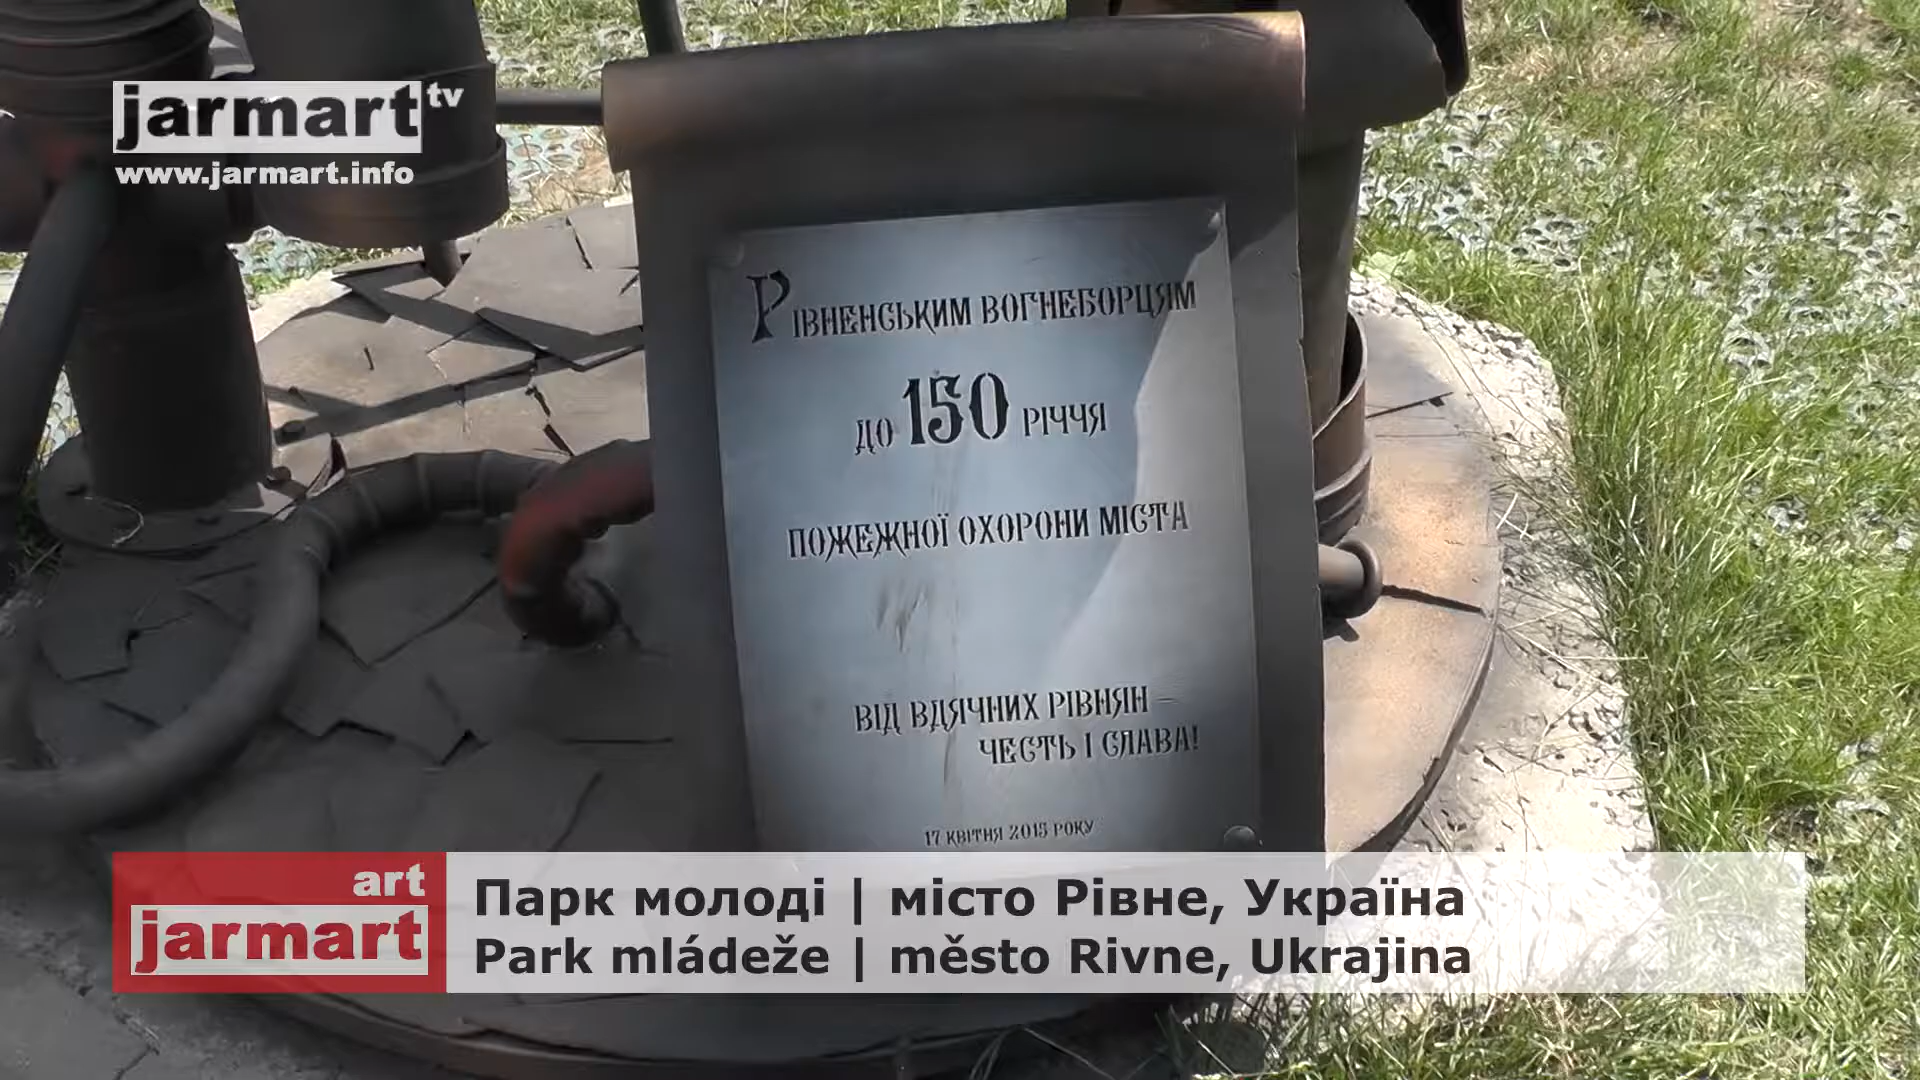 jarmart tv
www.jarmart.info
Рівненським вогнеборцям
до 150 річчя
пожежної охорони міста
від вдячних рівнян –
честь і слава!
17 квітня 2015 року
art
jarmart
Парк молоді | місто Рівне, Україна
Park mládeže | město Rivne, Ukrajina